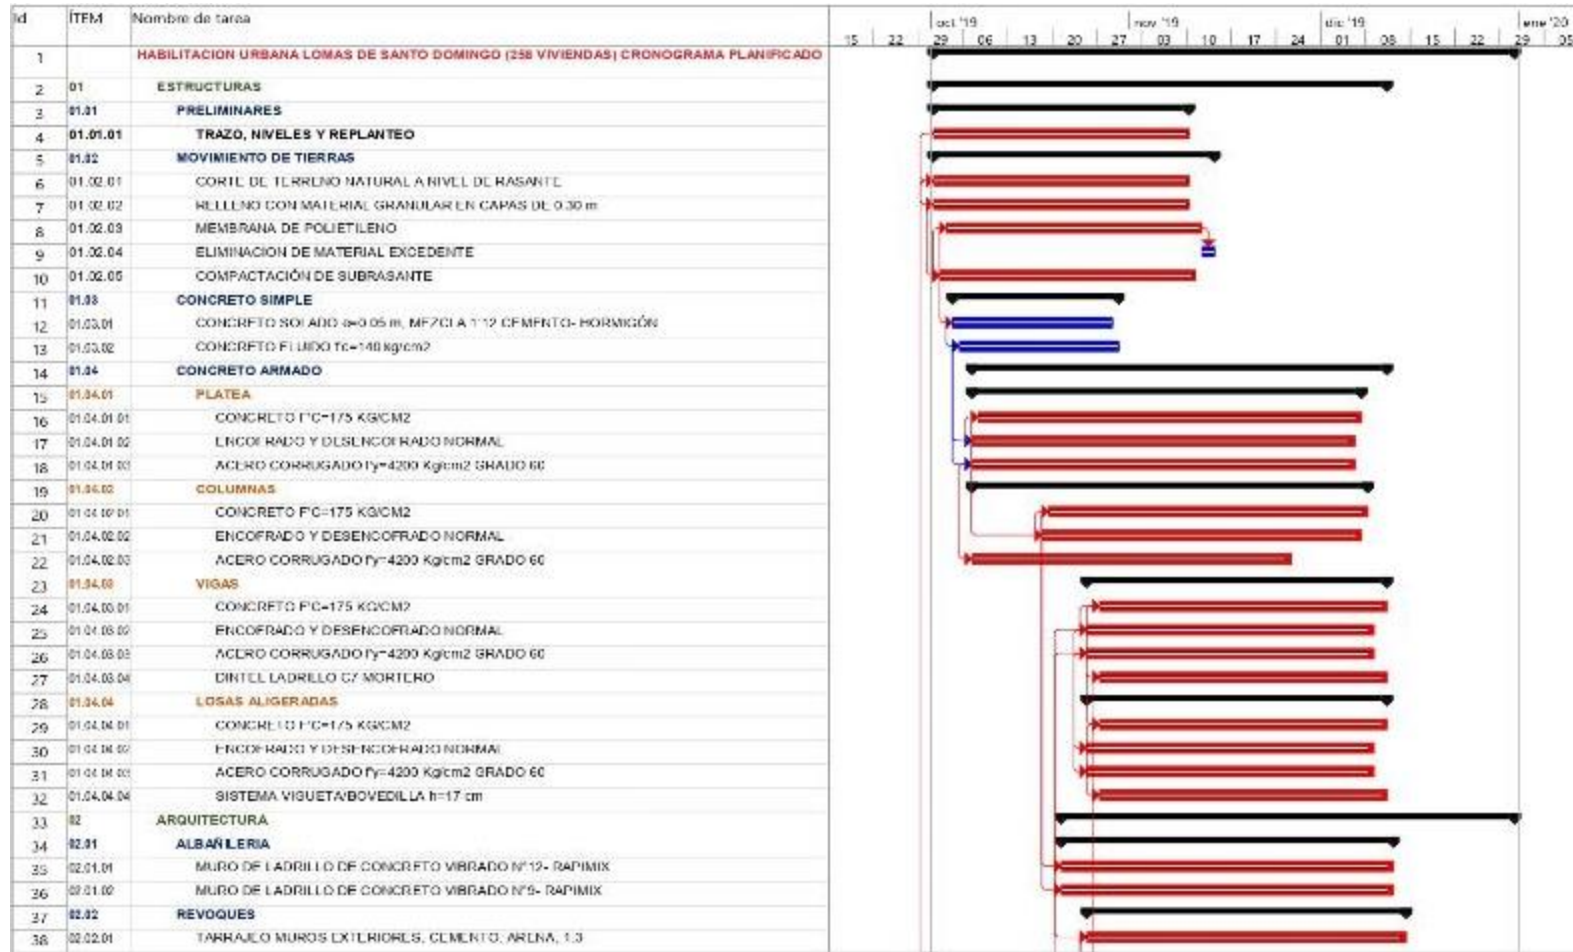 Id ÍTEM Nombre de tarea
oct '19 nov '19 dic '19 ene '20
15 22 29 06 13 20 27 03 10 17 24 01 08 15 22 29 05
1 HABILITACION URBANA LOMAS DE SANTO DOMINGO (258 VIVIENDAS) CRONOGRAMA PLANIFICADO
2 01 ESTRUCTURAS
3 01.01 PRELIMINARES
4 01.01.01 TRAZO, NIVELES Y REPLANTEO
5 01.02 MOVIMIENTO DE TIERRAS
6 01.02.01 CORTE DE TERRENO NATURAL A NIVEL DE RASANTE
7 01.02.02 RELLENO CON MATERIAL GRANULAR EN CAPAS DE 0.30 m
8 01.02.03 MEMBRANA DE POLIETILENO
9 01.02.04 ELIMINACION DE MATERIAL EXCEDENTE
10 01.02.05 COMPACTACIÓN DE SUBRASANTE
11 01.03 CONCRETO SIMPLE
12 01.03.01 CONCRETO SOLADO e=0.05 m, MEZCLA 1:12 CEMENTO- HORMIGÓN
13 01.03.02 CONCRETO FLUIDO f'c=140 kg/cm2
14 01.04 CONCRETO ARMADO
15 01.04.01 PLATEA
16 01.04.01.01 CONCRETO F'C=175 KG/CM2
17 01.04.01.02 ENCOFRADO Y DESENCOFRADO NORMAL
18 01.04.01.03 ACERO CORRUGADO fy=4200 Kg/cm2 GRADO 60
19 01.04.02 COLUMNAS
20 01.04.02.01 CONCRETO F'C=175 KG/CM2
21 01.04.02.02 ENCOFRADO Y DESENCOFRADO NORMAL
22 01.04.02.03 ACERO CORRUGADO fy=4200 Kg/cm2 GRADO 60
23 01.04.03 VIGAS
24 01.04.03.01 CONCRETO F'C=175 KG/CM2
25 01.04.03.02 ENCOFRADO Y DESENCOFRADO NORMAL
26 01.04.03.03 ACERO CORRUGADO fy=4200 Kg/cm2 GRADO 60
27 01.04.03.04 DINTEL LADRILLO C/ MORTERO
28 01.04.04 LOSAS ALIGERADAS
29 01.04.04.01 CONCRETO F'C=175 KG/CM2
30 01.04.04.02 ENCOFRADO Y DESENCOFRADO NORMAL
31 01.04.04.03 ACERO CORRUGADO fy=4200 Kg/cm2 GRADO 60
32 01.04.04.04 SISTEMA VIGUETA/BOVEDILLA h=17 cm
33 02 ARQUITECTURA
34 02.01 ALBAÑILERIA
35 02.01.01 MURO DE LADRILLO DE CONCRETO VIBRADO N°12- RAPIMIX
36 02.01.02 MURO DE LADRILLO DE CONCRETO VIBRADO N°9- RAPIMIX
37 02.02 REVOQUES
38 02.02.01 TARRAJEO MUROS EXTERIORES, CEMENTO: ARENA, 1:3